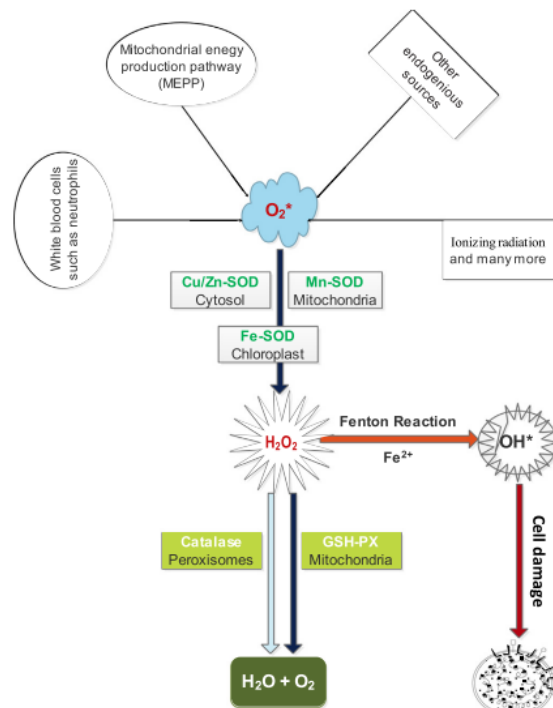 Mitochondrial enegy
production pathway
(MEPP)
Other
endogenious
sources
White blood cells
such as neutrophils
O₂*
Ionizing radiation
and many more
Cu/Zn-SOD
Cytosol
Mn-SOD
Mitochondria
Fe-SOD
Chloroplast
H₂O₂
Fenton Reaction
Fe²⁺
OH*
Catalase
Peroxisomes
GSH-PX
Mitochondria
Cell damage
H₂O + O₂